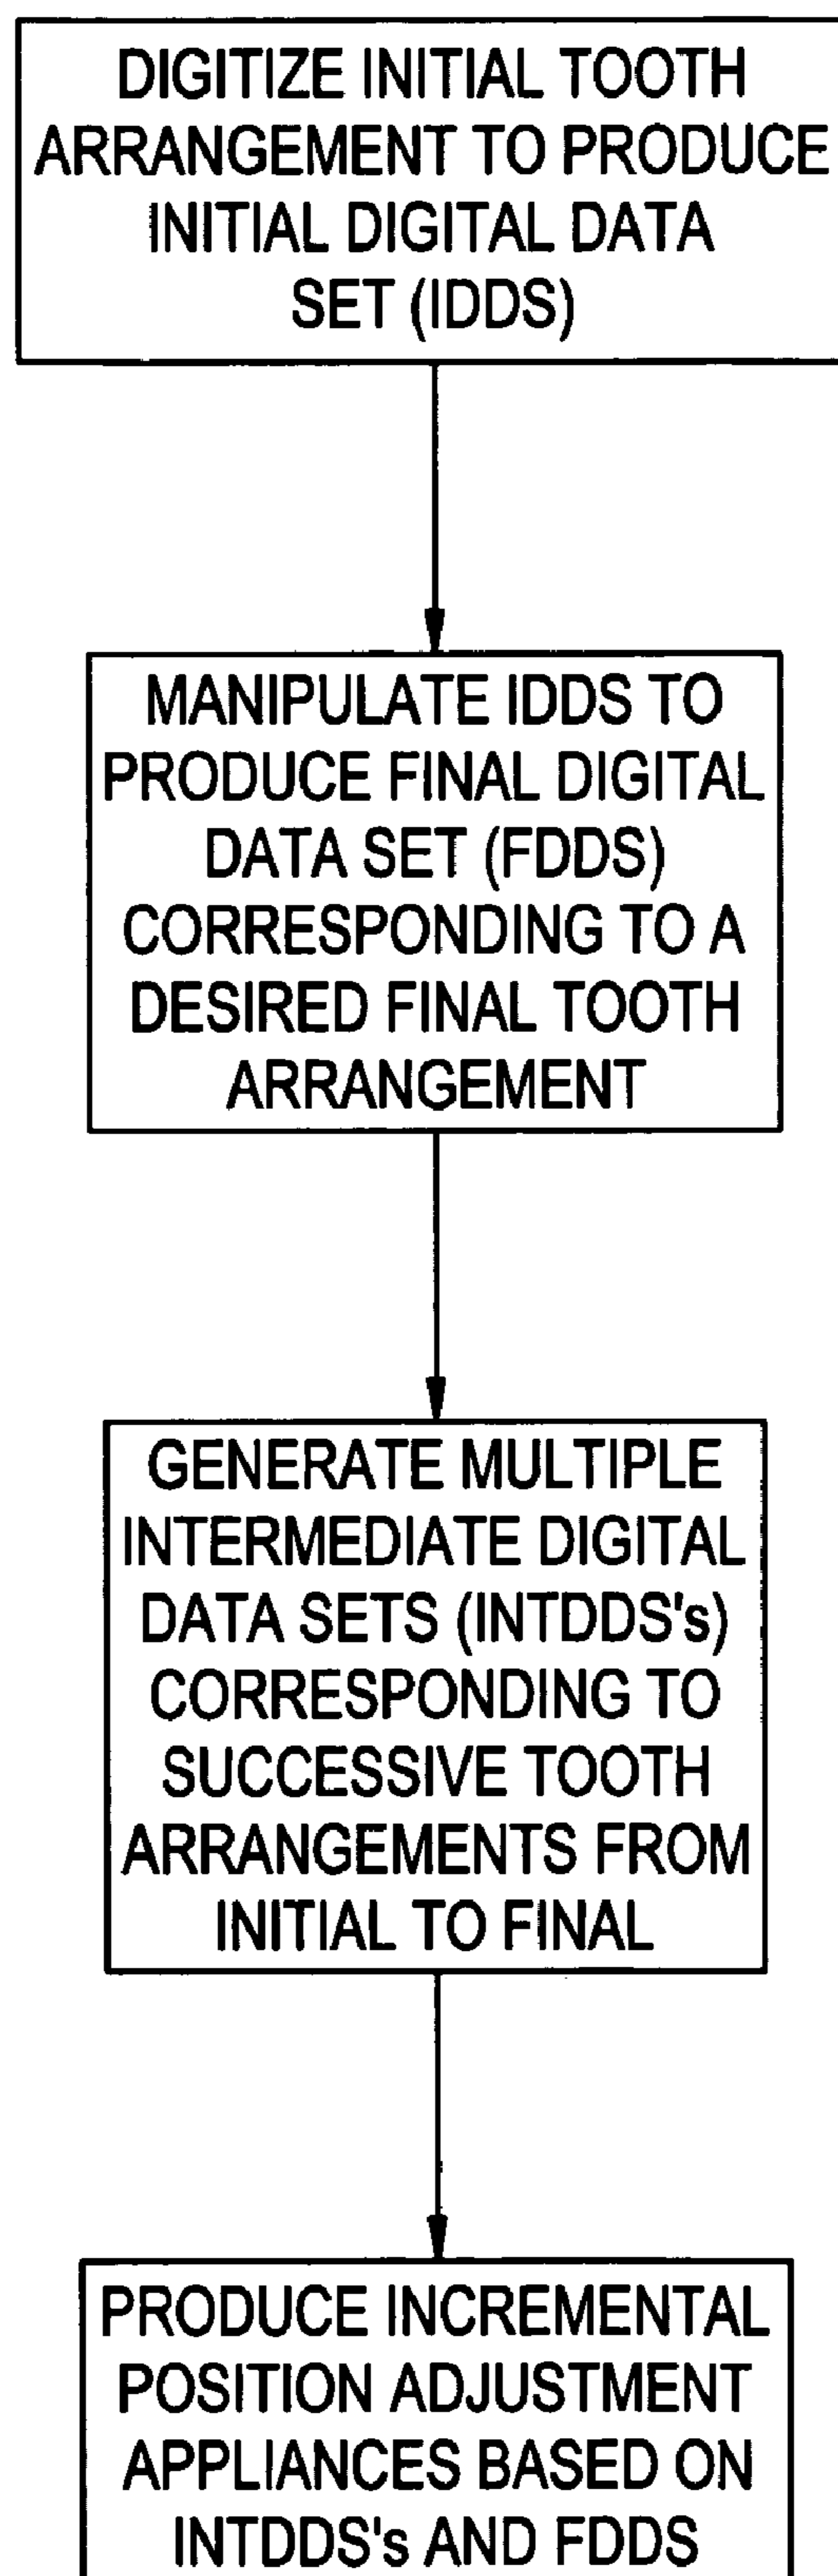 DIGITIZE INITIAL TOOTH
ARRANGEMENT TO PRODUCE
INITIAL DIGITAL DATA
SET (IDDS)
MANIPULATE IDDS TO
PRODUCE FINAL DIGITAL
DATA SET (FDDS)
CORRESPONDING TO A
DESIRED FINAL TOOTH
ARRANGEMENT
GENERATE MULTIPLE
INTERMEDIATE DIGITAL
DATA SETS (INTDDS's)
CORRESPONDING TO
SUCCESSIVE TOOTH
ARRANGEMENTS FROM
INITIAL TO FINAL
PRODUCE INCREMENTAL
POSITION ADJUSTMENT
APPLIANCES BASED ON
INTDDS's AND FDDS